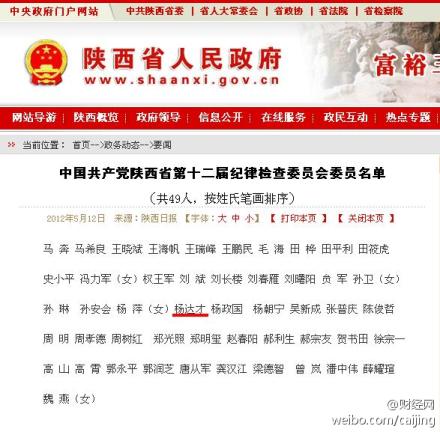 中央政府门户网站 中共陕西省委 | 省人大常委会 | 省政协 | 省法院 | 省检察院
陕西省人民政府
www.shaanxi.gov.cn
富裕
网站导游 陕西概览 政府领导 信息公开 在线服务 政民互动 热点专题
当前位置: 首页-->政务动态-->要闻
中国共产党陕西省第十二届纪律检查委员会委员名单
（共49人，按姓氏笔画排序）
2012年5月12日 来源：陕西日报 【字体：大 中 小】 【打印本页】 【关闭本页】
马 奔 马希良 王晓斌 王海帆 王瑞峰 王鹏民 毛 海 田 桦 田平利 田筱虎
史小平 冯力军（女）权王军 刘 斌 刘长楼 刘春雁 刘曙阳 负 军 孙卫（女）
孙 琳 孙安会 杨 萍（女）杨达才 杨政国 杨朝宁 吴新成 张普庆 陈俊哲
周 明 周孝德 周树红 郑光熙 郑明玺 赵春阳 郝利生 郝宗友 贺书田 徐宗一
高 山 高 霄 郭永平 郭润芝 唐从军 龚汉江 梁德智 曾 岚 潘中伟 薛耀瑄
魏 燕（女）
@财经网
weibo.com/caijing